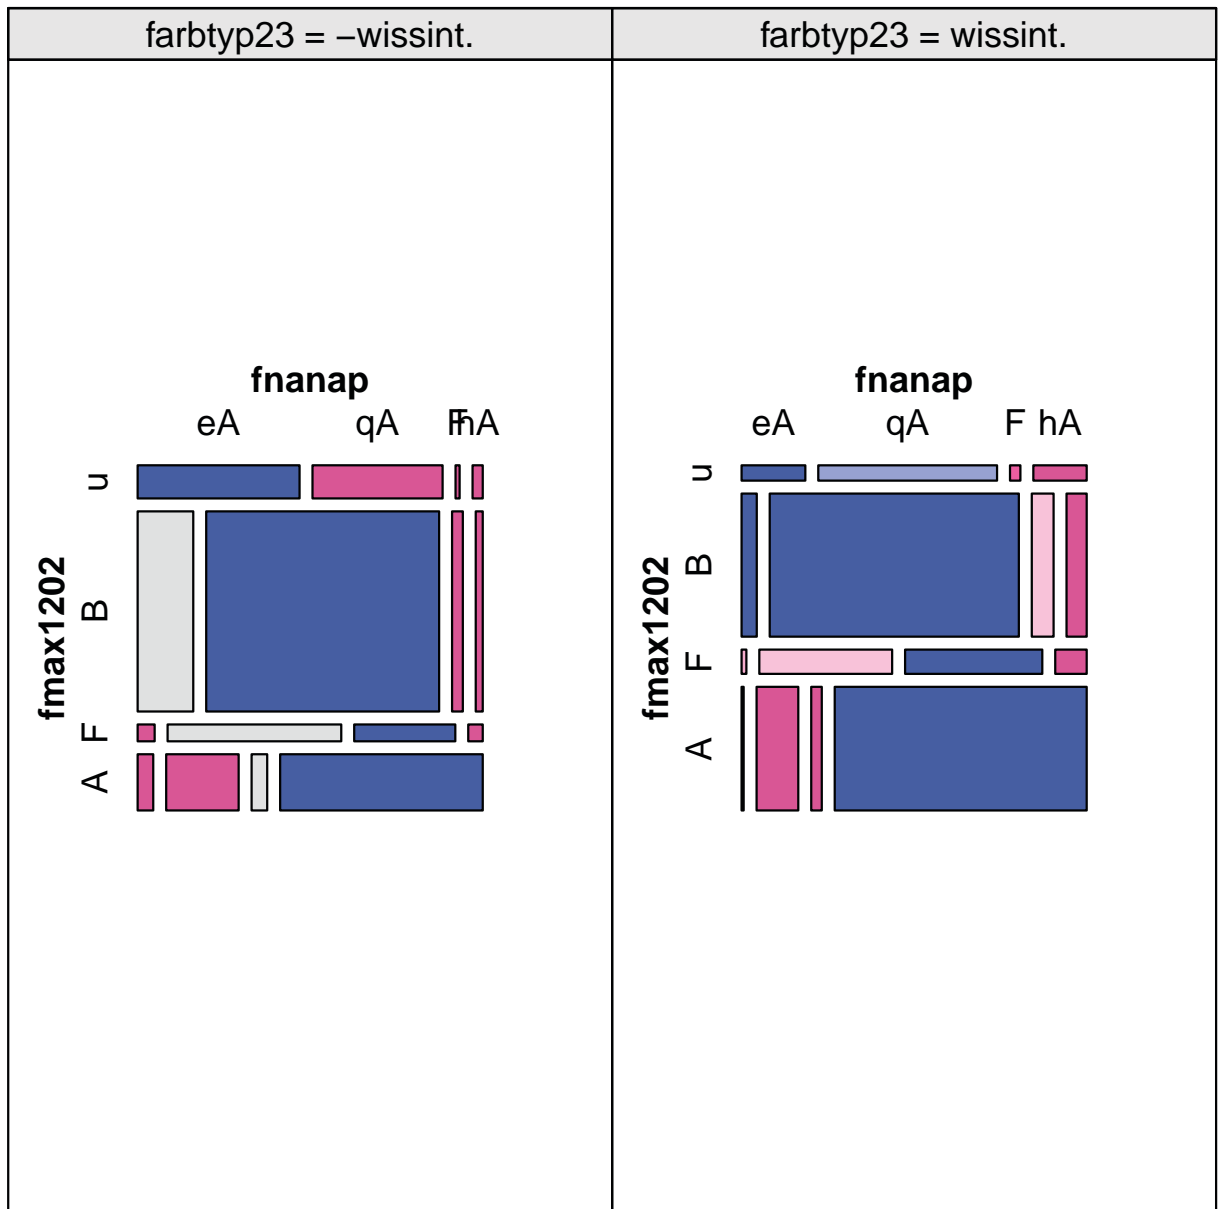 farbtyp23 = −wissint.
farbtyp23 = wissint.
fnanap
eA qA F hA
fmax1202
u
B
F
A
fnanap
eA qA F hA
fmax1202
u
B
F
A